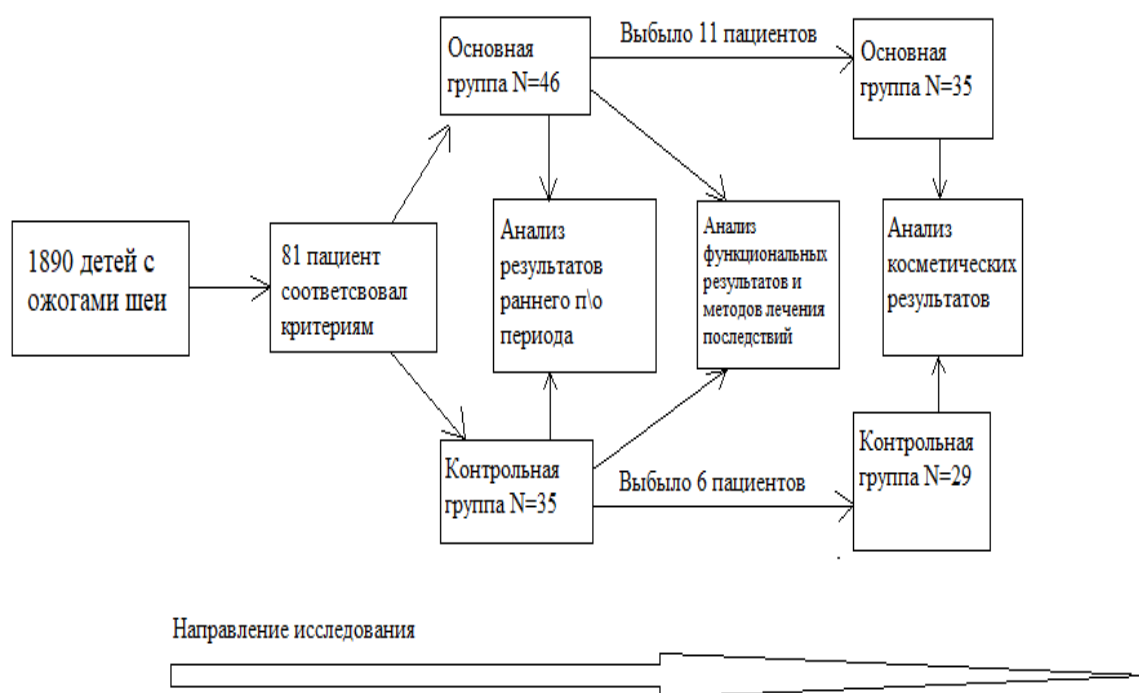 1890 детей с
ожогами шеи
81 пациент
соответсвовал
критериям
Основная
группа N=46
Выбыло 11 пациентов
Основная
группа N=35
Анализ
результатов
раннего п\о
периода
Анализ
функциональных
результатов и
методов лечения
последствий
Анализ
косметических
результатов
Контрольная
группа N=35
Выбыло 6 пациентов
Контрольная
группа N=29
Направление исследования